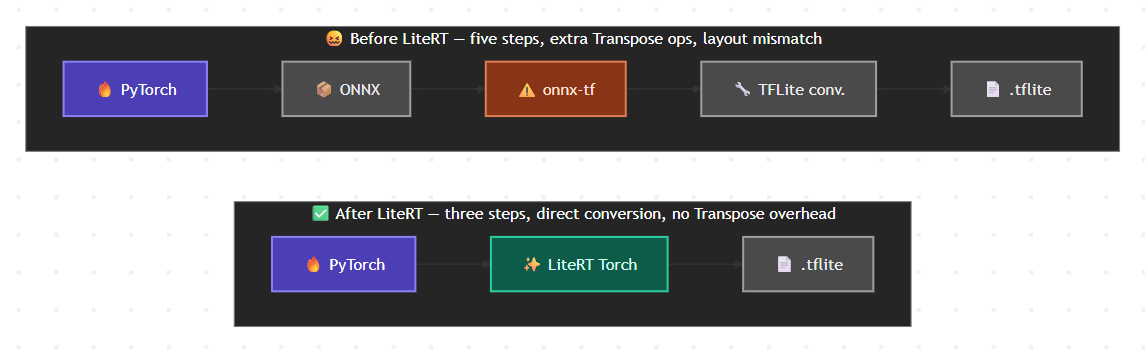 😖 Before LiteRT — five steps, extra Transpose ops, layout mismatch
🔥 PyTorch
📦 ONNX
⚠️ onnx-tf
🔧 TFLite conv.
📄 .tflite
✅ After LiteRT — three steps, direct conversion, no Transpose overhead
🔥 PyTorch
✨ LiteRT Torch
📄 .tflite